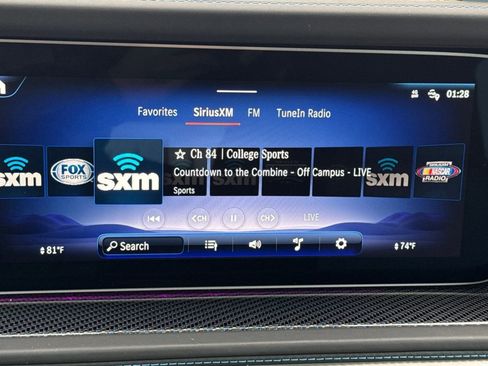 01:28
Favorites SiriusXM FM TuneIn Radio
Ch 84 | College Sports
Countdown to the Combine - Off Campus - LIVE
Sports
sxm FOX SPORTS sxm sxm NASCAR RADIO
CH CH LIVE
81°F Search 74°F